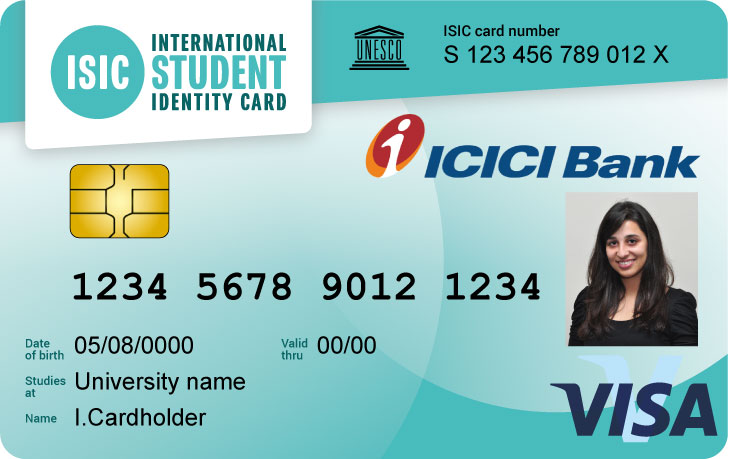 ISIC
INTERNATIONAL
STUDENT
IDENTITY CARD
UNESCO
ISIC card number
S 123 456 789 012 X
i ICICI Bank
1234 5678 9012 1234
Date
of birth 05/08/0000
Valid
thru 00/00
Studies
at University name
Name I.Cardholder
VISA